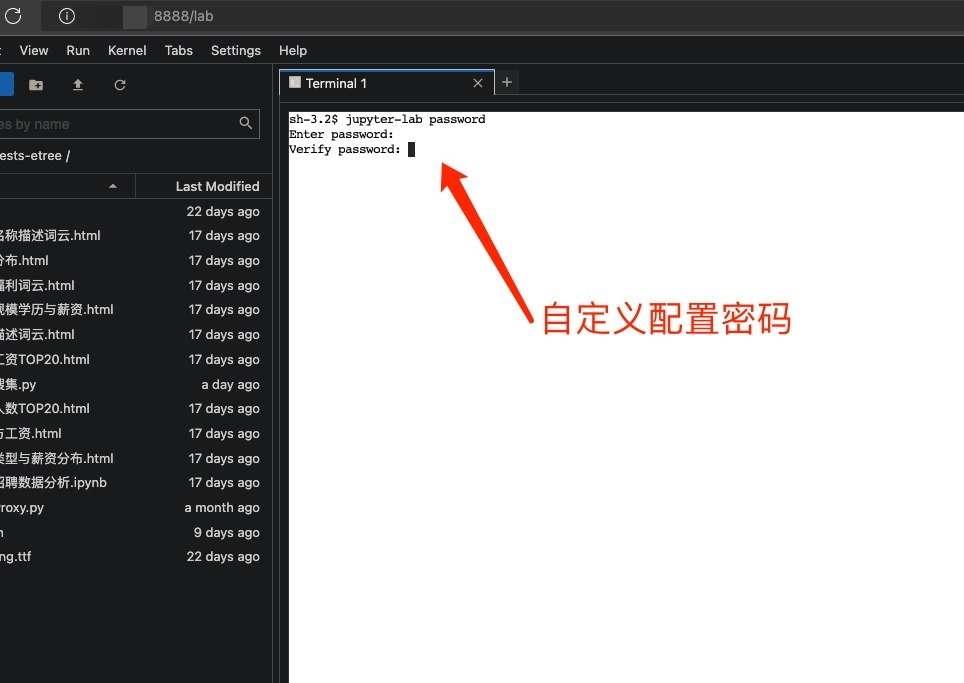 8888/lab
View Run Kernel Tabs Settings Help
Terminal 1
es by name
ests-etree /
Last Modified
22 days ago
名称描述词云.html 17 days ago
分布.html 17 days ago
福利词云.html 17 days ago
规模学历与薪资.html 17 days ago
描述词云.html 17 days ago
工资TOP20.html 17 days ago
搜集.py a day ago
人数TOP20.html 17 days ago
与工资.html 17 days ago
类型与薪资分布.html 17 days ago
招聘数据分析.ipynb 17 days ago
roxy.py a month ago
9 days ago
ng.ttf 22 days ago
sh-3.2$ jupyter-lab password
Enter password:
Verify password:
自定义配置密码